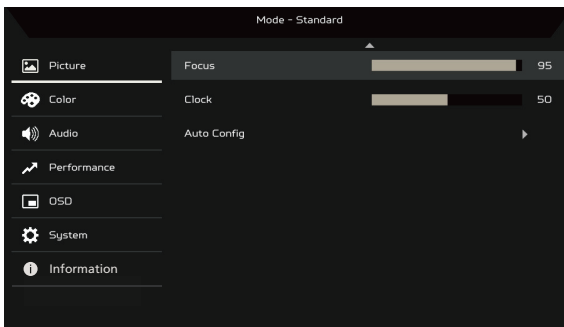 Mode - Standard
Picture
Focus 95
Color
Clock 50
Audio
Auto Config
Performance
OSD
System
Information